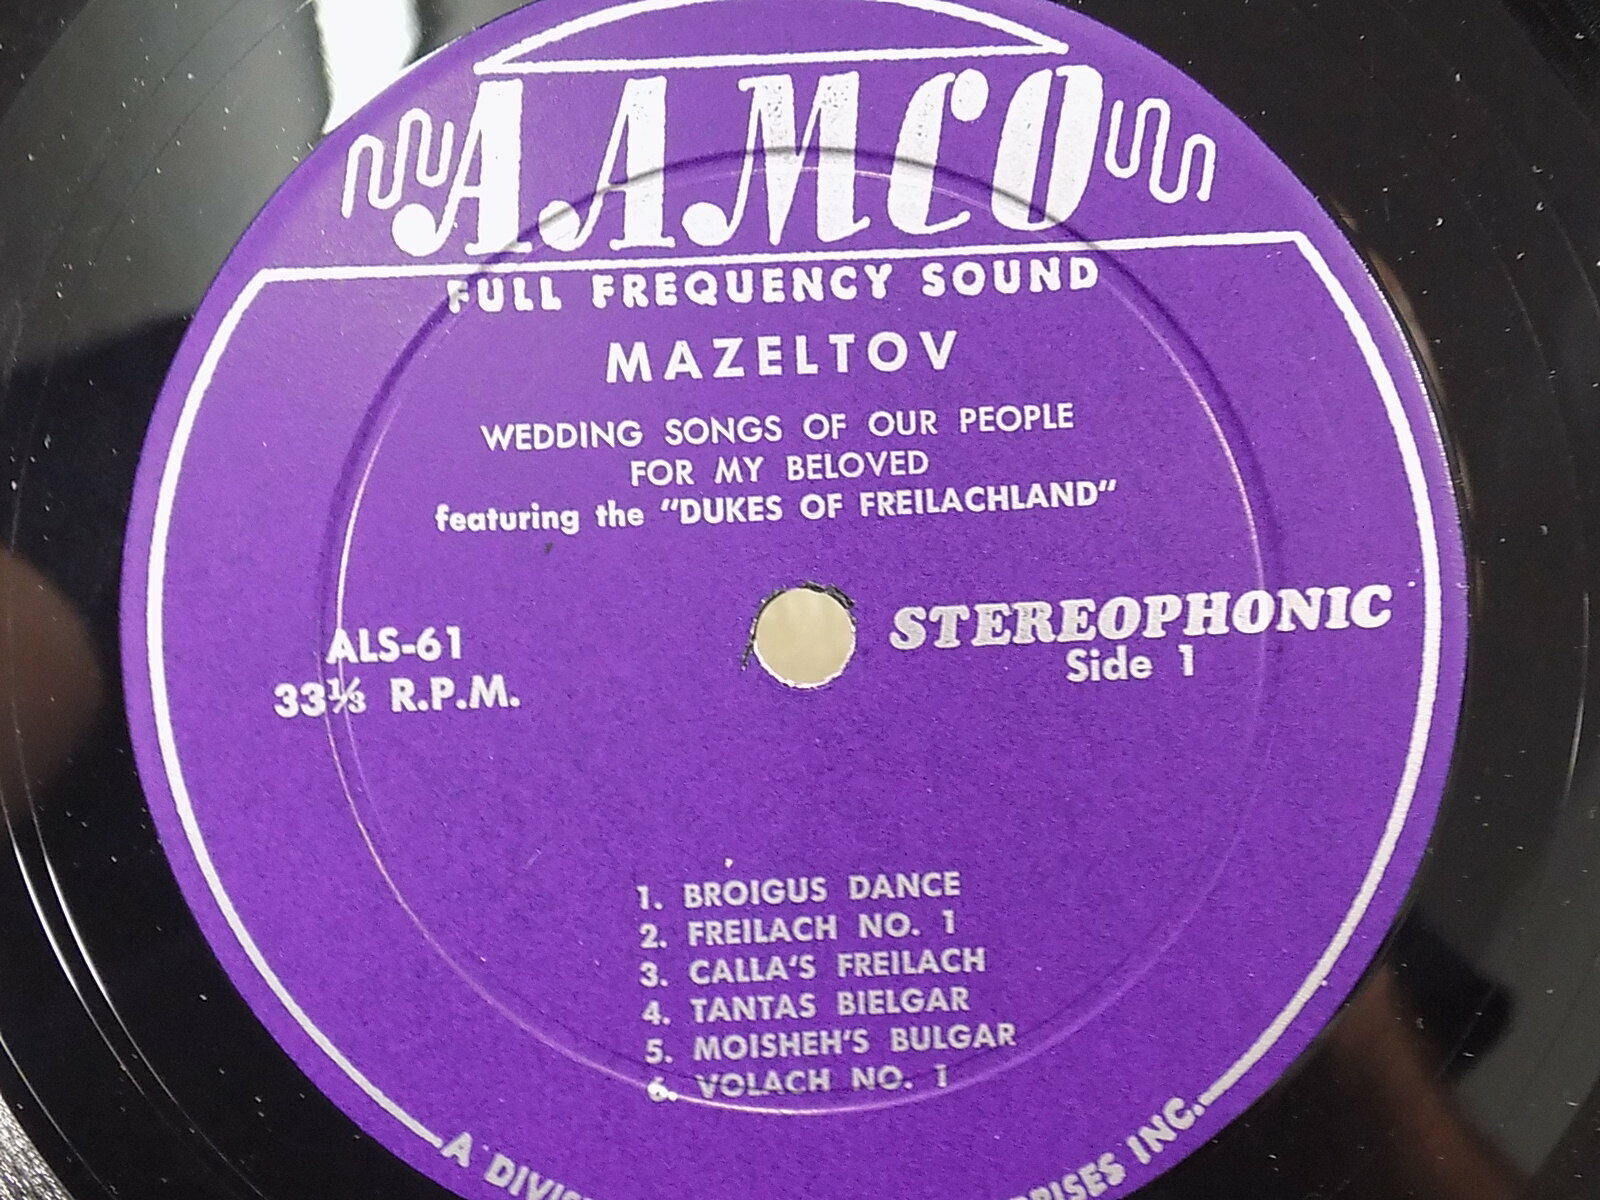 AAMCO
FULL FREQUENCY SOUND
MAZELTOV
WEDDING SONGS OF OUR PEOPLE
FOR MY BELOVED
featuring the "DUKES OF FREILACHLAND"
ALS-61
33⅓ R.P.M.
STEREOPHONIC
Side 1
1. BROIGUS DANCE
2. FREILACH NO. 1
3. CALLA'S FREILACH
4. TANTAS BIELGAR
5. MOISHEH'S BULGAR
6. VOLACH NO. 1
A INC.